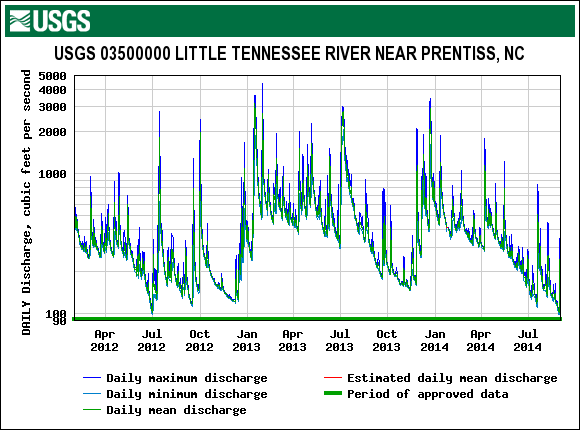 USGS
USGS 03500000 LITTLE TENNESSEE RIVER NEAR PRENTISS, NC
DAILY Discharge, cubic feet per second
5000
4000
3000
2000
1000
100
90
Apr 2012
Jul 2012
Oct 2012
Jan 2013
Apr 2013
Jul 2013
Oct 2013
Jan 2014
Apr 2014
Jul 2014
Daily maximum discharge
Daily minimum discharge
Daily mean discharge
Estimated daily mean discharge
Period of approved data